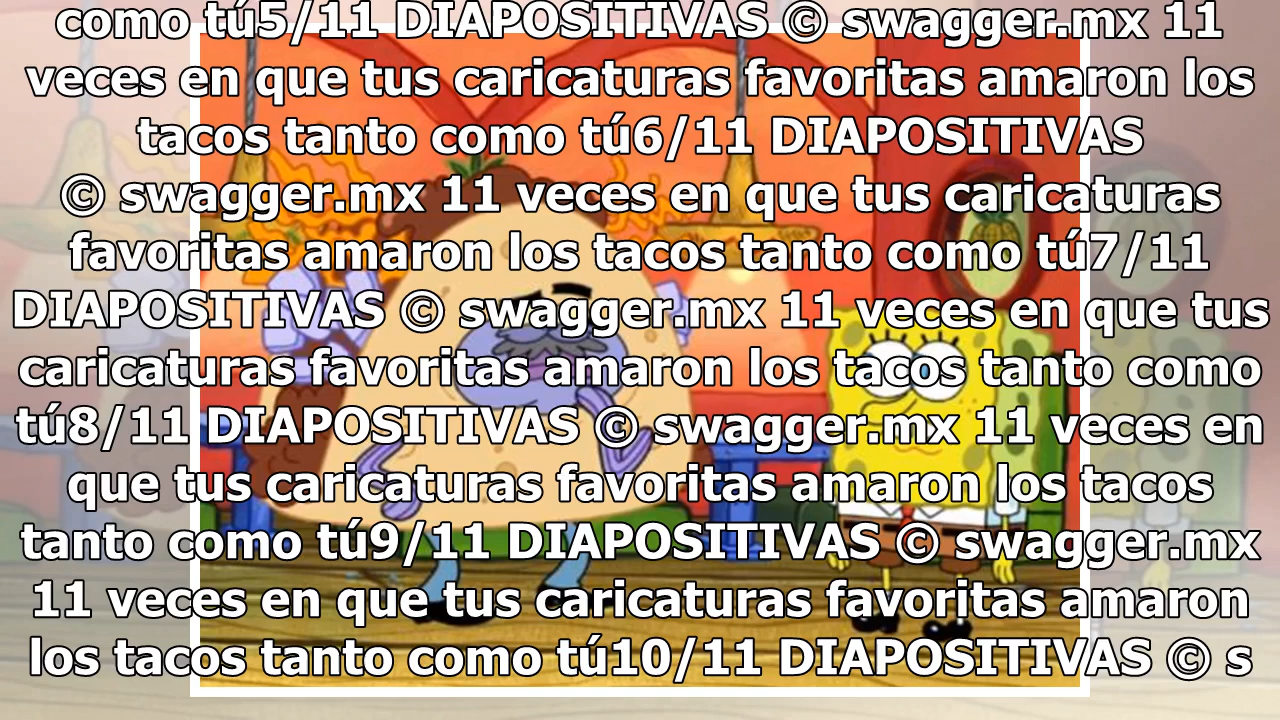 como tú5/11 DIAPOSITIVAS © swagger.mx 11
veces en que tus caricaturas favoritas amaron los
tacos tanto como tú6/11 DIAPOSITIVAS
© swagger.mx 11 veces en que tus caricaturas
favoritas amaron los tacos tanto como tú7/11
DIAPOSITIVAS © swagger.mx 11 veces en que tus
caricaturas favoritas amaron los tacos tanto como
tú8/11 DIAPOSITIVAS © swagger.mx 11 veces en
que tus caricaturas favoritas amaron los tacos
tanto como tú9/11 DIAPOSITIVAS © swagger.mx
11 veces en que tus caricaturas favoritas amaron
los tacos tanto como tú10/11 DIAPOSITIVAS © s